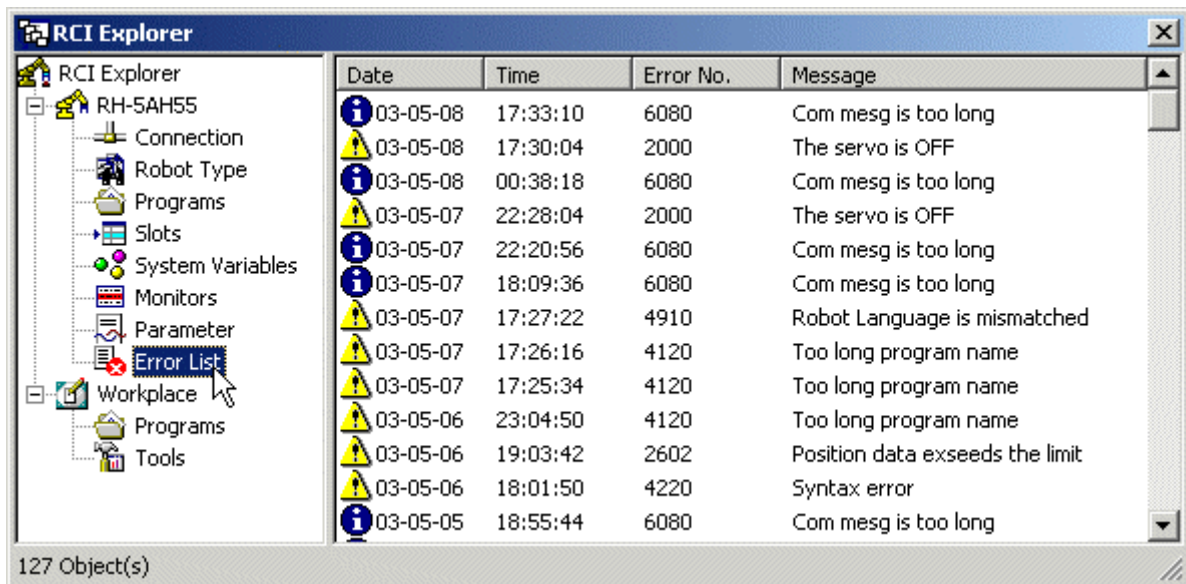 RCI Explorer
RCI Explorer
RH-5AH55
Connection
Robot Type
Programs
Slots
System Variables
Monitors
Parameter
Error List
Workplace
Programs
Tools
Date Time Error No. Message
03-05-08 17:33:10 6080 Com mesg is too long
03-05-08 17:30:04 2000 The servo is OFF
03-05-08 00:38:18 6080 Com mesg is too long
03-05-07 22:28:04 2000 The servo is OFF
03-05-07 22:20:56 6080 Com mesg is too long
03-05-07 18:09:36 6080 Com mesg is too long
03-05-07 17:27:22 4910 Robot Language is mismatched
03-05-07 17:26:16 4120 Too long program name
03-05-07 17:25:34 4120 Too long program name
03-05-06 23:04:50 4120 Too long program name
03-05-06 19:03:42 2602 Position data exseeds the limit
03-05-06 18:01:50 4220 Syntax error
03-05-05 18:55:44 6080 Com mesg is too long
127 Object(s)